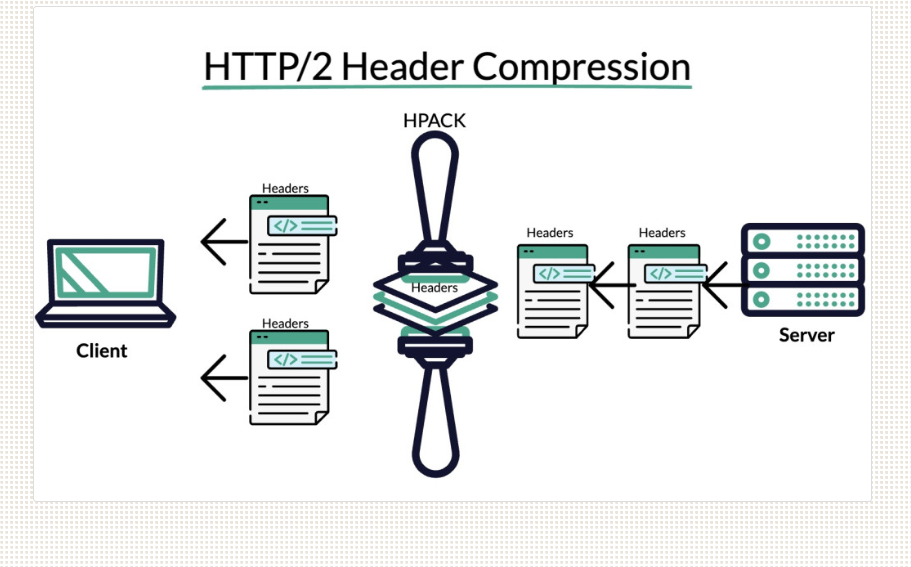 HTTP/2 Header Compression
HPACK
Headers
</>
Headers
</>
Headers
Headers
</>
Headers
</>
Client
Server